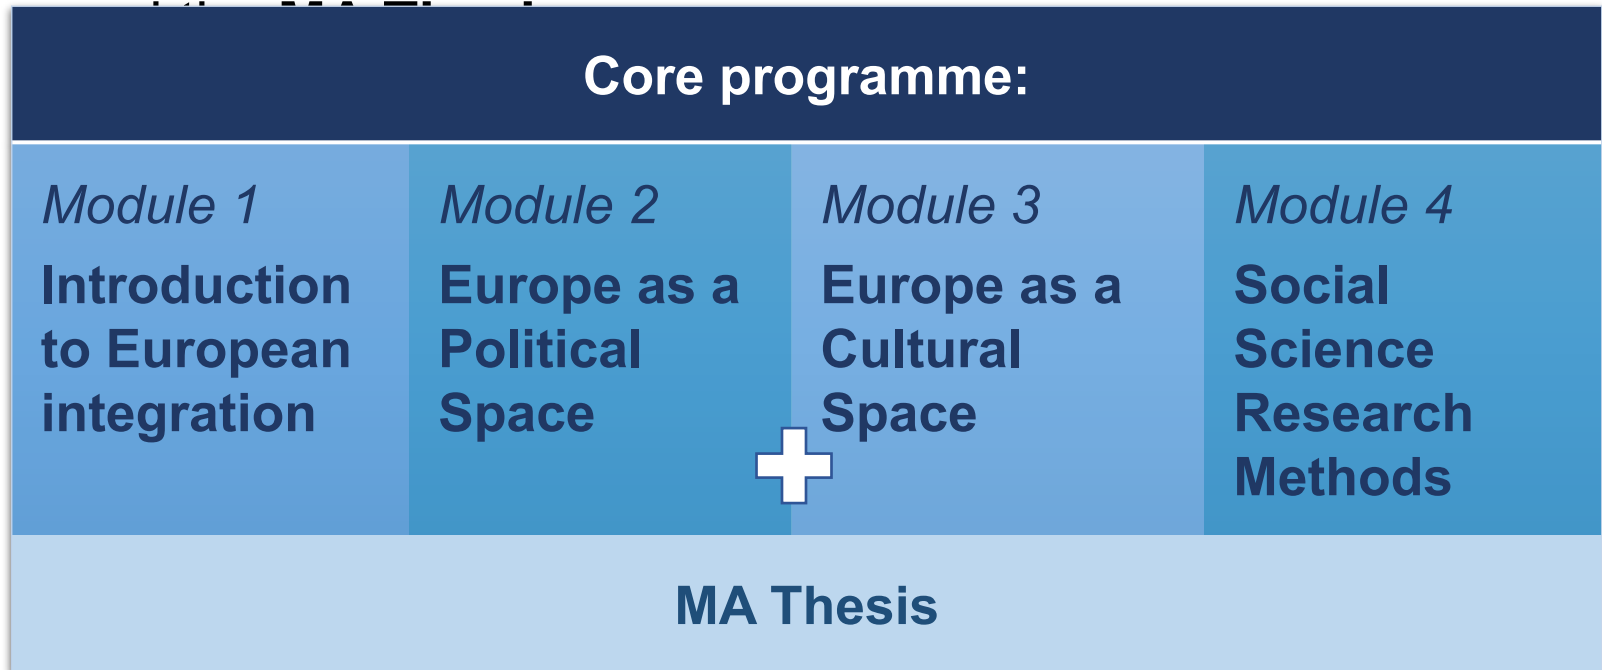 Core programme:
Module 1
Introduction
to European
integration
Module 2
Europe as a
Political
Space
Module 3
Europe as a
Cultural
Space
Module 4
Social
Science
Research
Methods
MA Thesis